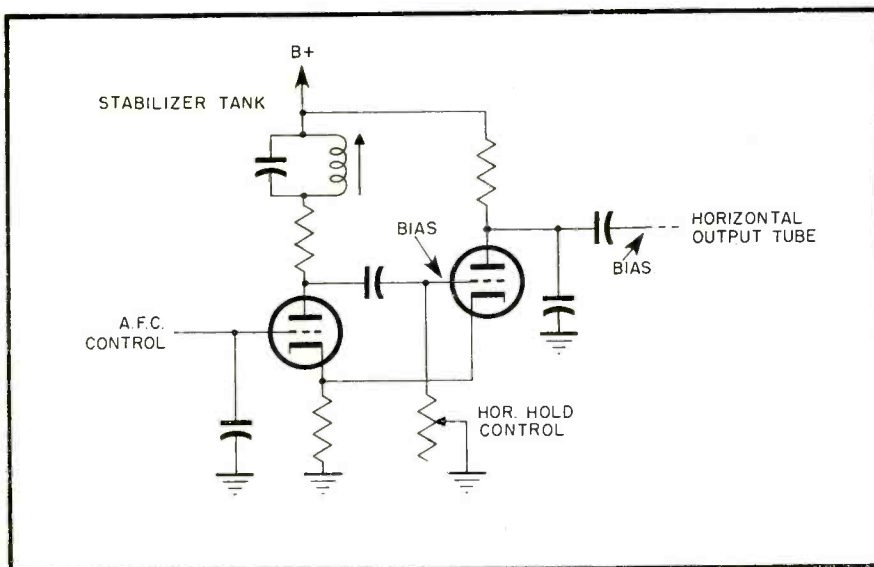 B+
STABILIZER TANK
BIAS
HORIZONTAL
OUTPUT TUBE
BIAS
A.F.C.
CONTROL
HOR. HOLD
CONTROL